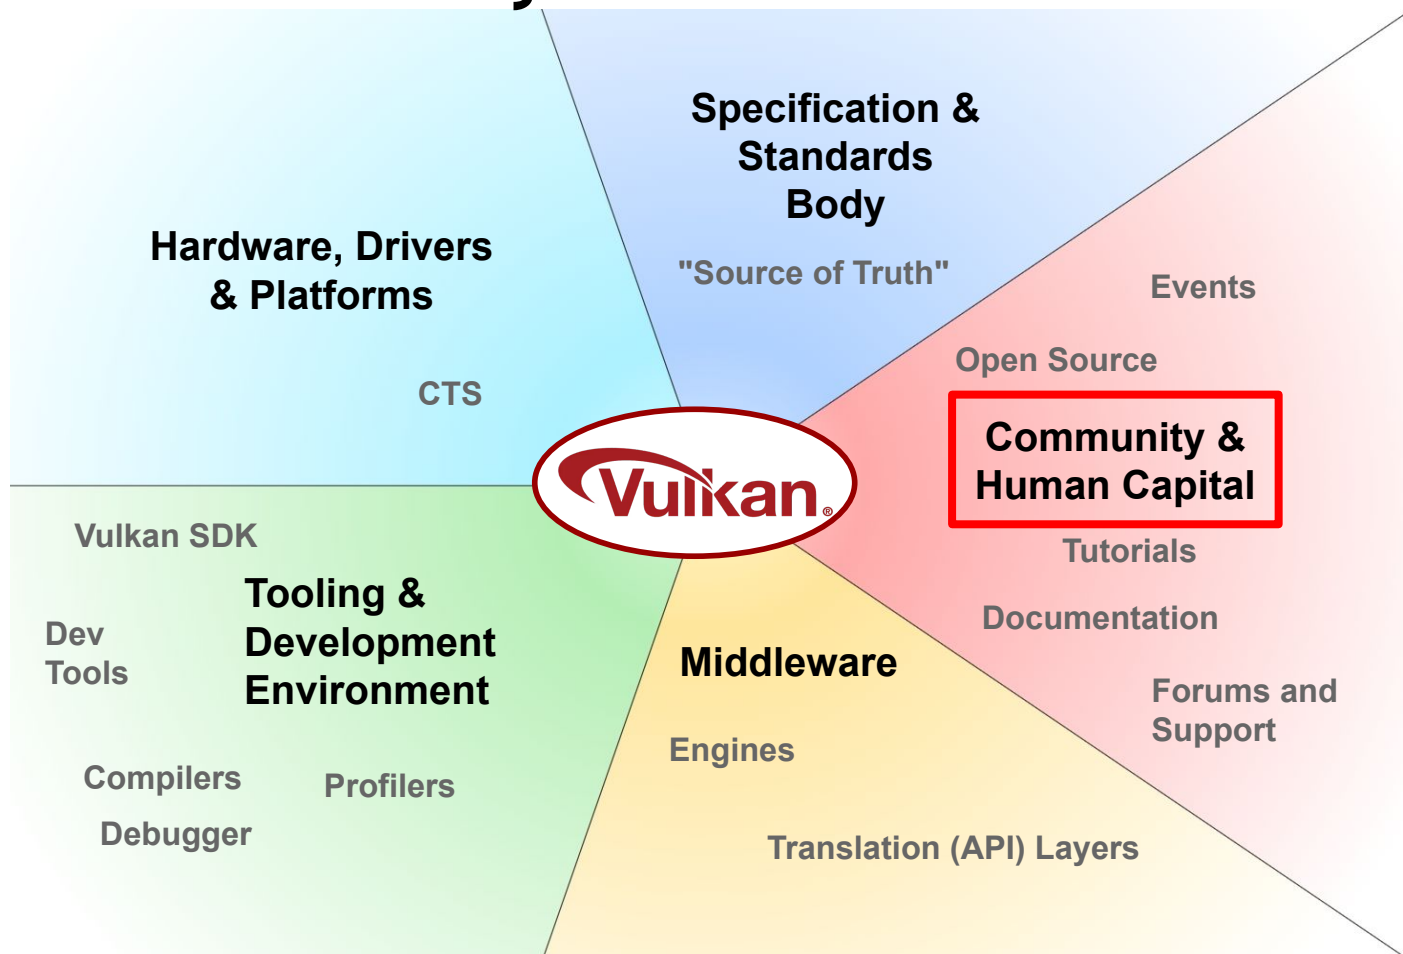 Specification &
Standards
Body
"Source of Truth"
Hardware, Drivers
& Platforms
CTS
Events
Open Source
Community &
Human Capital
Tutorials
Documentation
Forums and
Support
Vulkan®
Vulkan SDK
Tooling &
Development
Environment
Dev
Tools
Compilers
Profilers
Debugger
Middleware
Engines
Translation (API) Layers